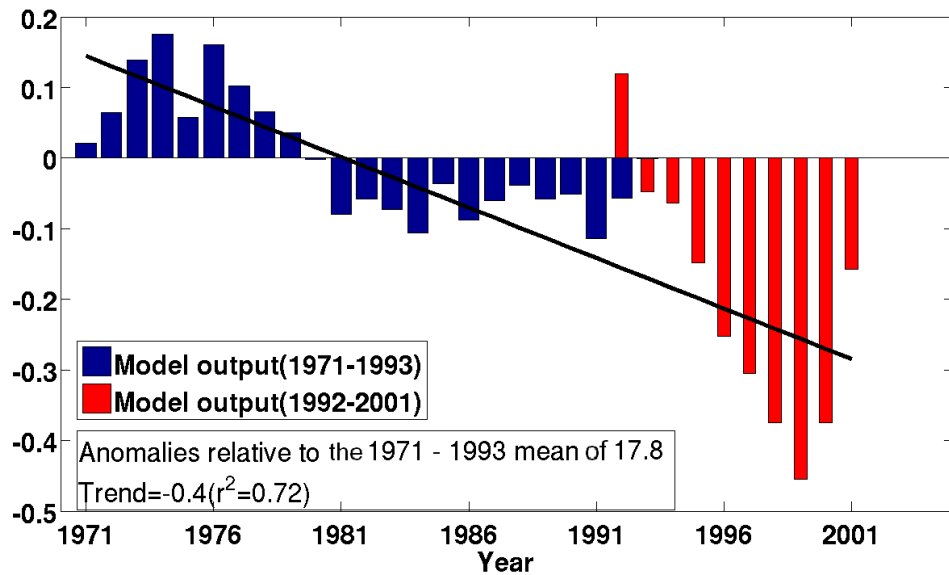 0.2
0.1
0
-0.1
-0.2
-0.3
-0.4
-0.5
Model output(1971-1993)
Model output(1992-2001)
Anomalies relative to the 1971 - 1993 mean of 17.8
Trend=-0.4(r²=0.72)
1971 1976 1981 1986 1991 1996 2001
Year